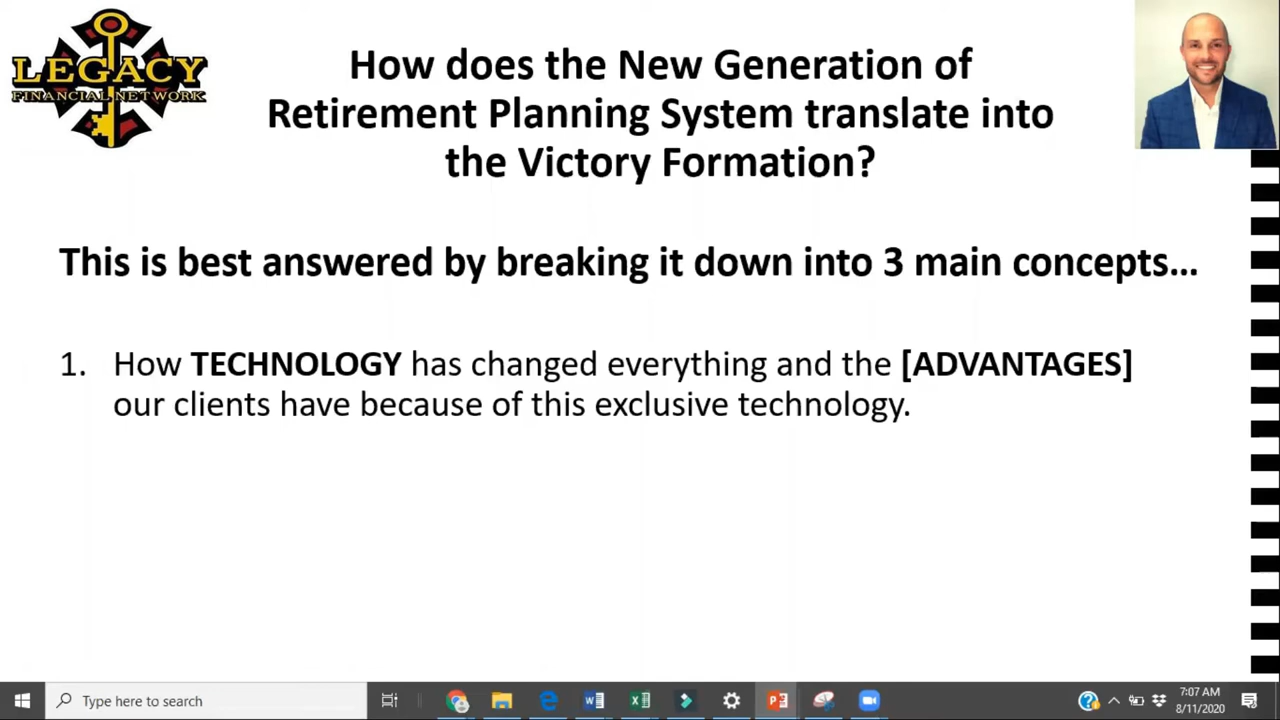 LEGACY
FINANCIAL NETWORK
How does the New Generation of
Retirement Planning System translate into
the Victory Formation?
This is best answered by breaking it down into 3 main concepts...
1. How TECHNOLOGY has changed everything and the [ADVANTAGES]
our clients have because of this exclusive technology.
Type here to search
7:07 AM
8/11/2020